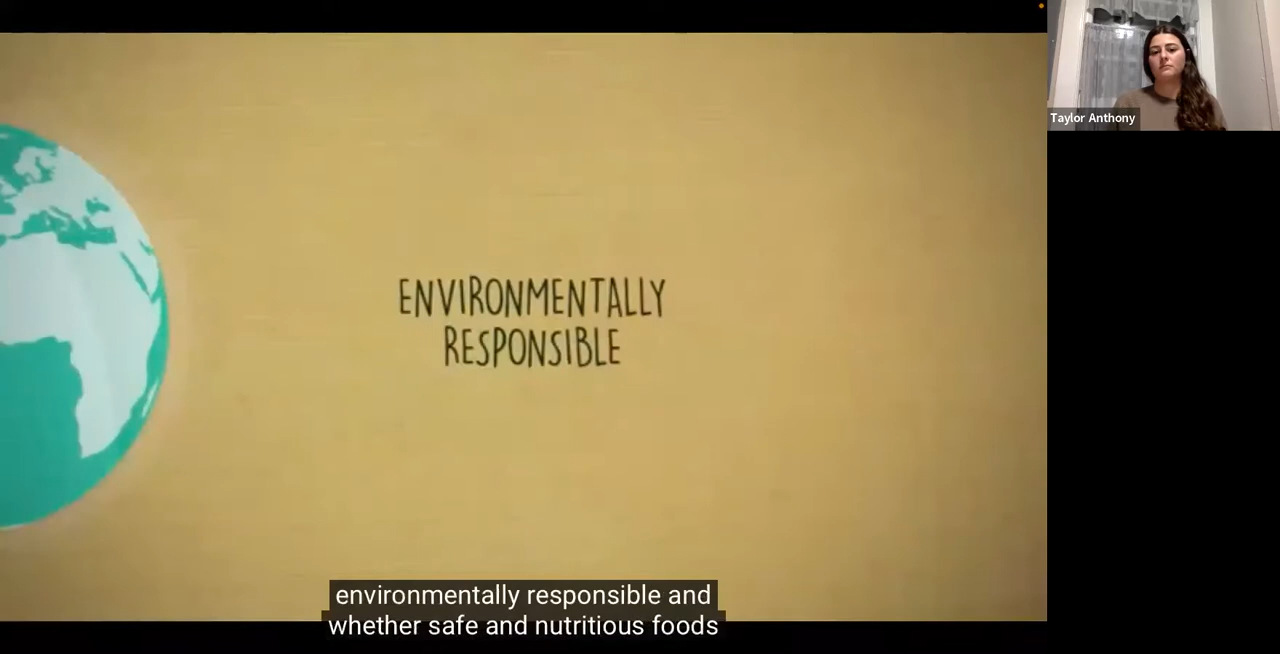 Taylor Anthony
ENVIRONMENTALLY
RESPONSIBLE
environmentally responsible and
whether safe and nutritious foods